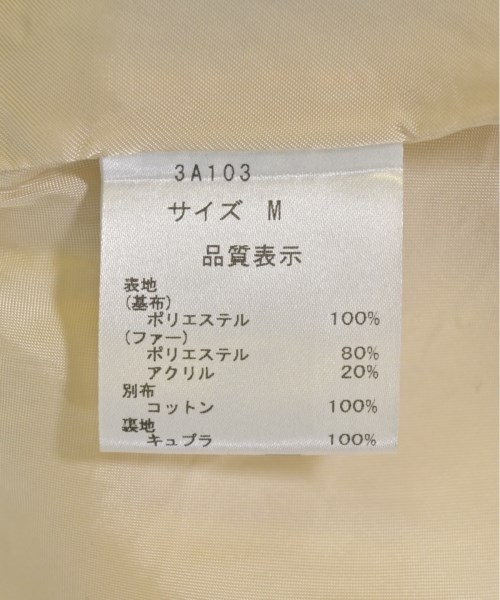 3A103
サイズ M
品質表示
表地
(基布)
ポリエステル 100%
(ファー)
ポリエステル 80%
アクリル 20%
別布
コットン 100%
裏地
キュプラ 100%